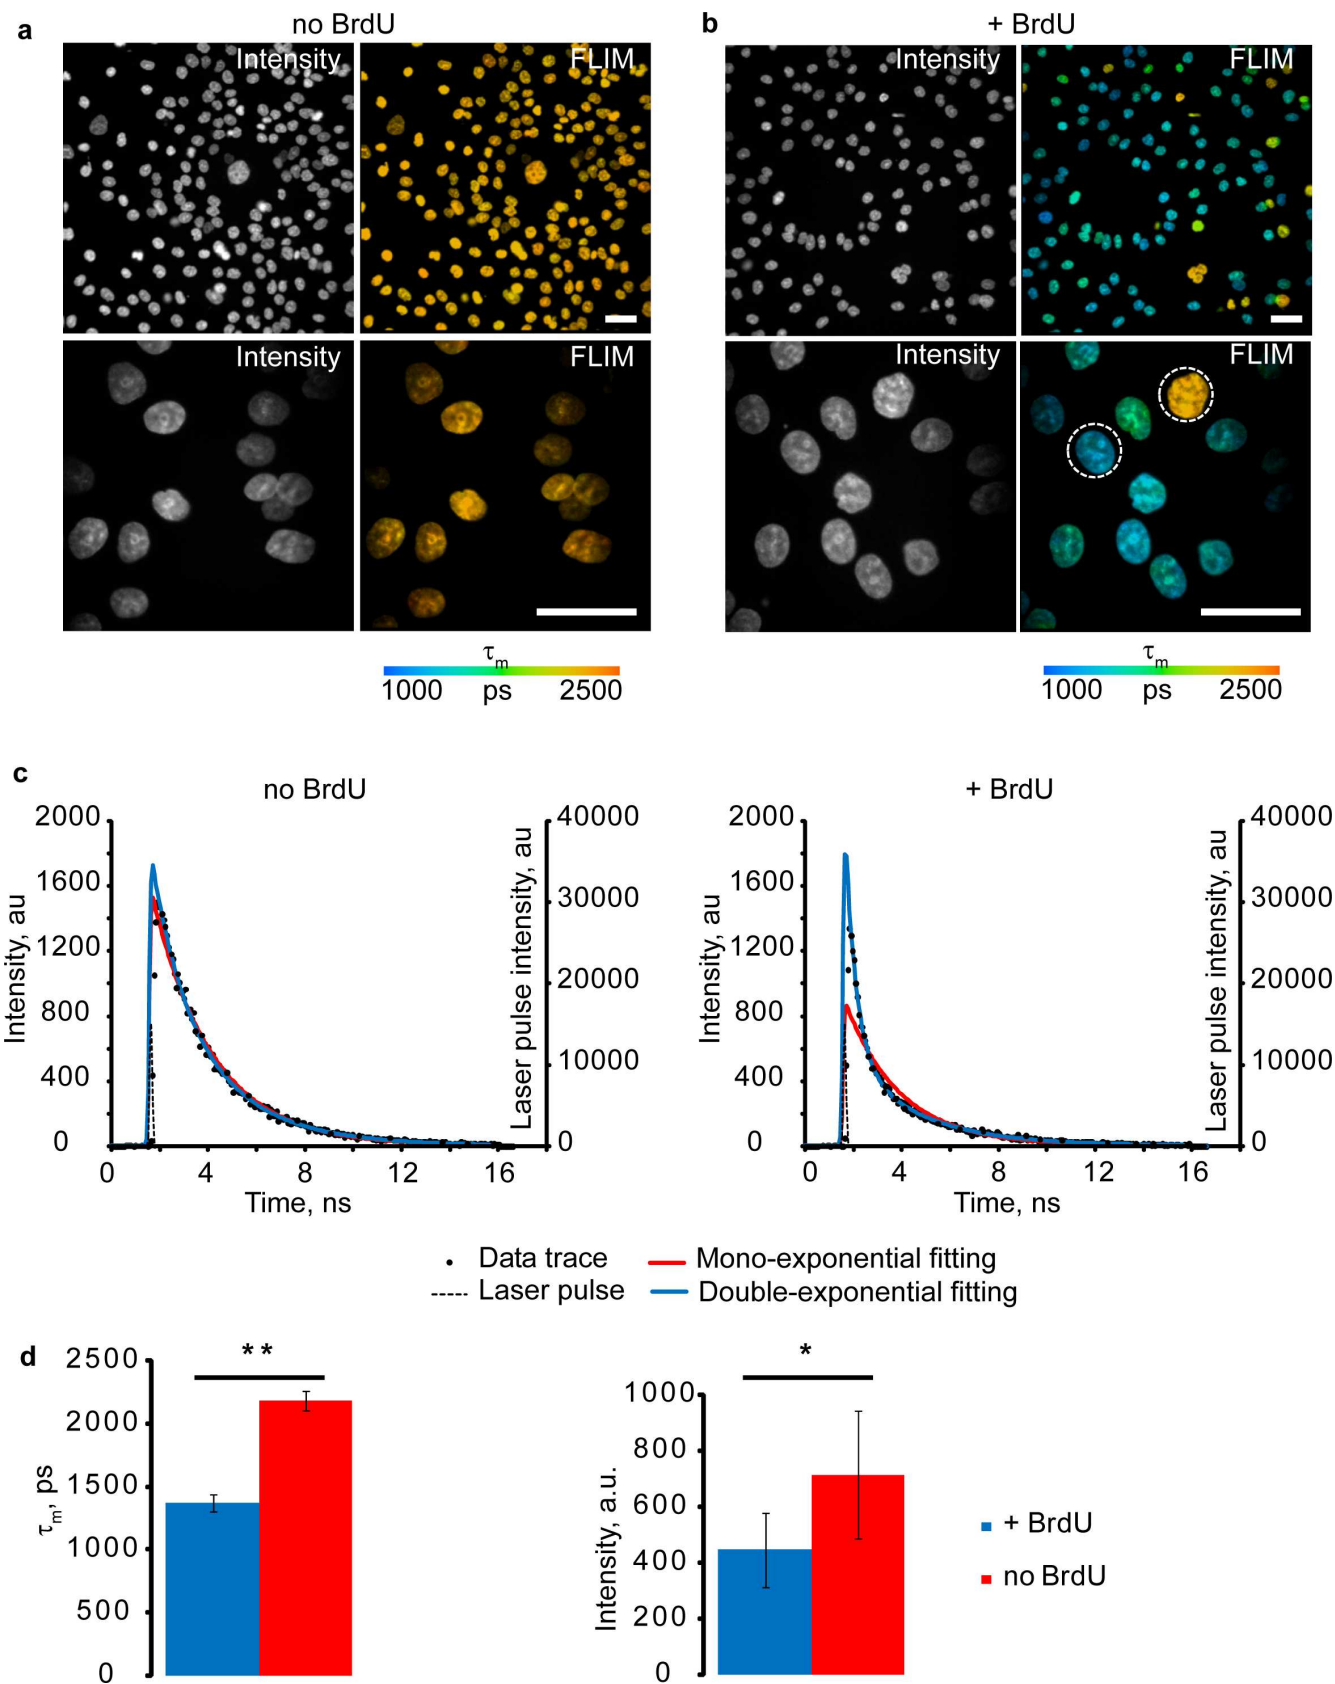 a
no BrdU
b
+ BrdU
Intensity
FLIM
Intensity
FLIM
Intensity
FLIM
Intensity
FLIM
τm
1000 ps 2500
τm
1000 ps 2500
c
no BrdU
+ BrdU
Intensity, au
2000
1600
1200
800
400
0
Laser pulse intensity, au
40000
30000
20000
10000
0
0 4 8 12 16
Time, ns
Intensity, au
2000
1600
1200
800
400
0
Laser pulse intensity, au
40000
30000
20000
10000
0
0 4 8 12 16
Time, ns
Data trace
Mono-exponential fitting
Laser pulse
Double-exponential fitting
d
τm, ps
2500
2000
1500
1000
500
0
**
Intensity, a.u.
1000
800
600
400
200
0
*
+ BrdU
no BrdU